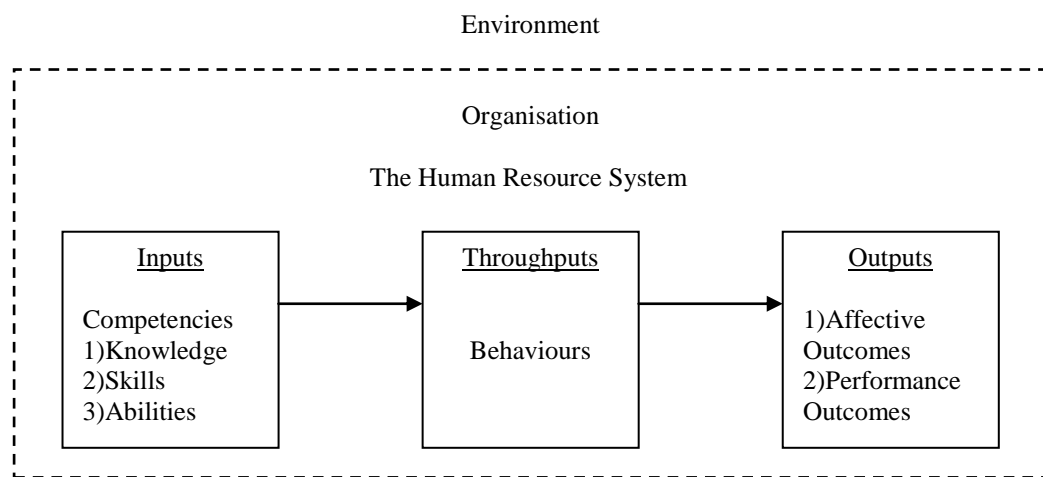 Environment
Organisation
The Human Resource System
Inputs
Competencies
1)Knowledge
2)Skills
3)Abilities
Throughputs
Behaviours
Outputs
1)Affective
Outcomes
2)Performance
Outcomes